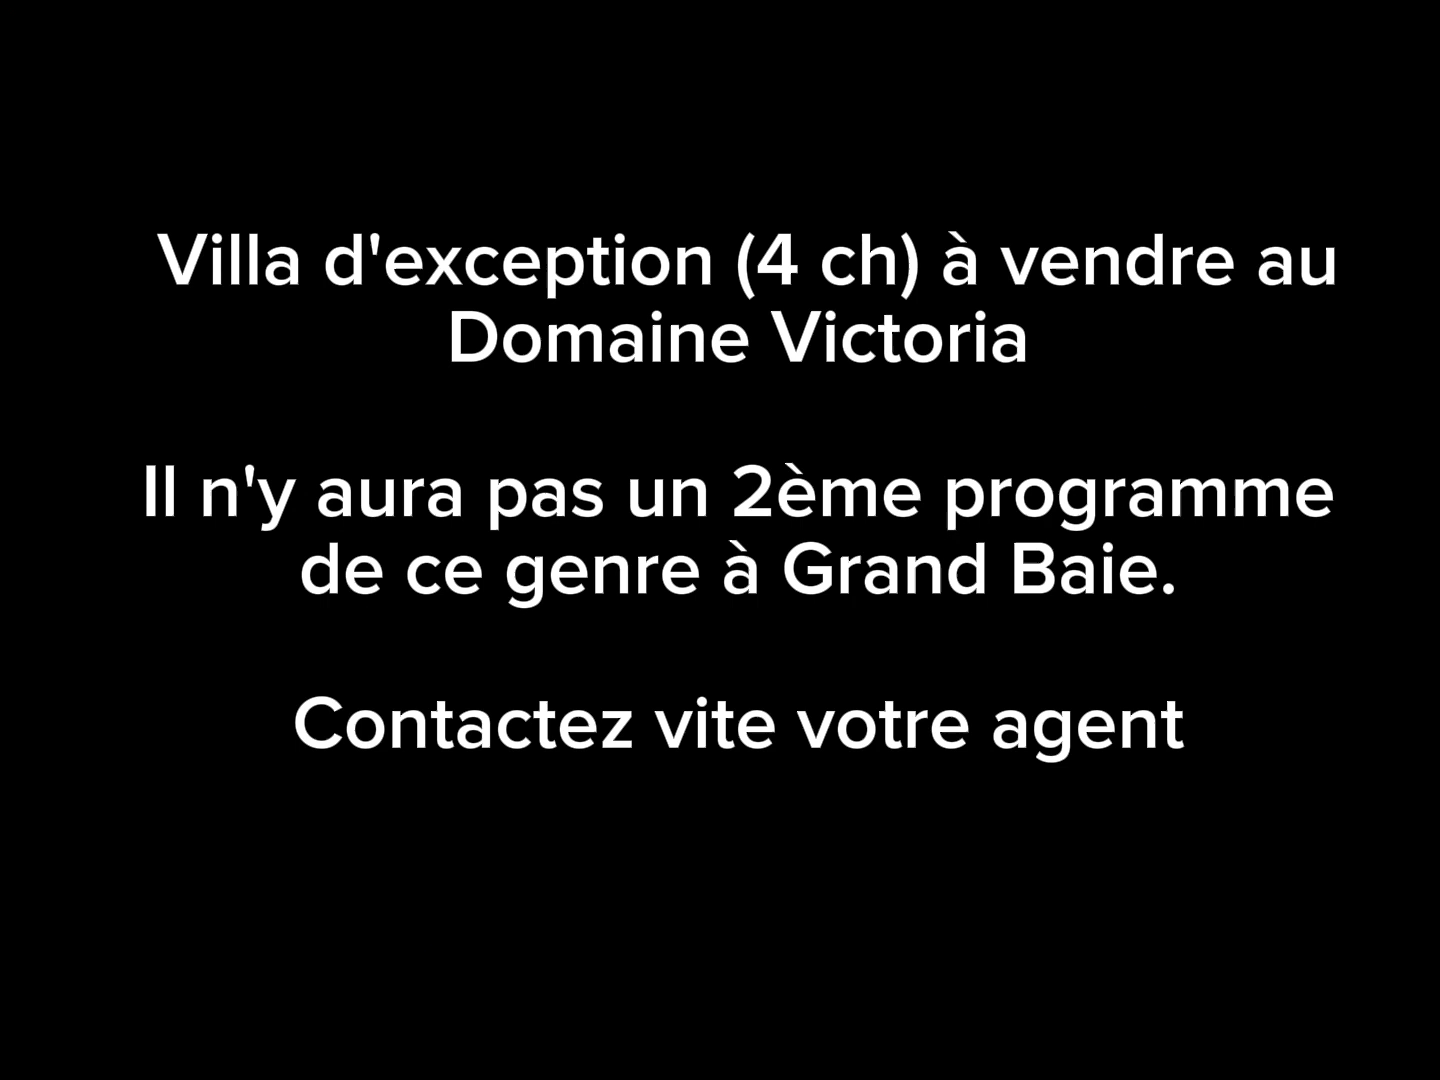 Villa d'exception (4 ch) à vendre au
Domaine Victoria
Il n'y aura pas un 2ème programme
de ce genre à Grand Baie.
Contactez vite votre agent